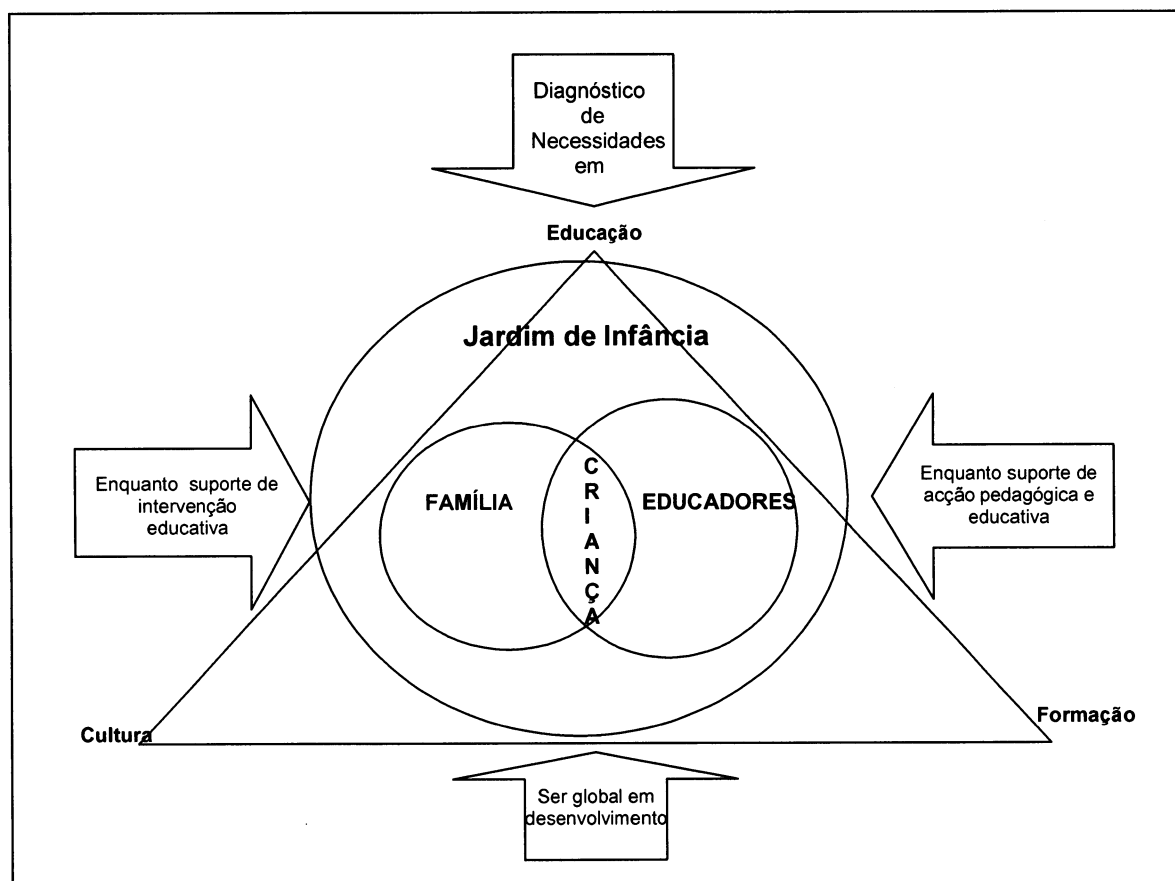 Diagnóstico
de
Necessidades
em
Educação
Jardim de Infância
Enquanto suporte de
intervenção
educativa
FAMÍLIA
CRIANÇA
EDUCADORES
Enquanto suporte de
acção pedagógica e
educativa
Cultura
Formação
Ser global em
desenvolvimento